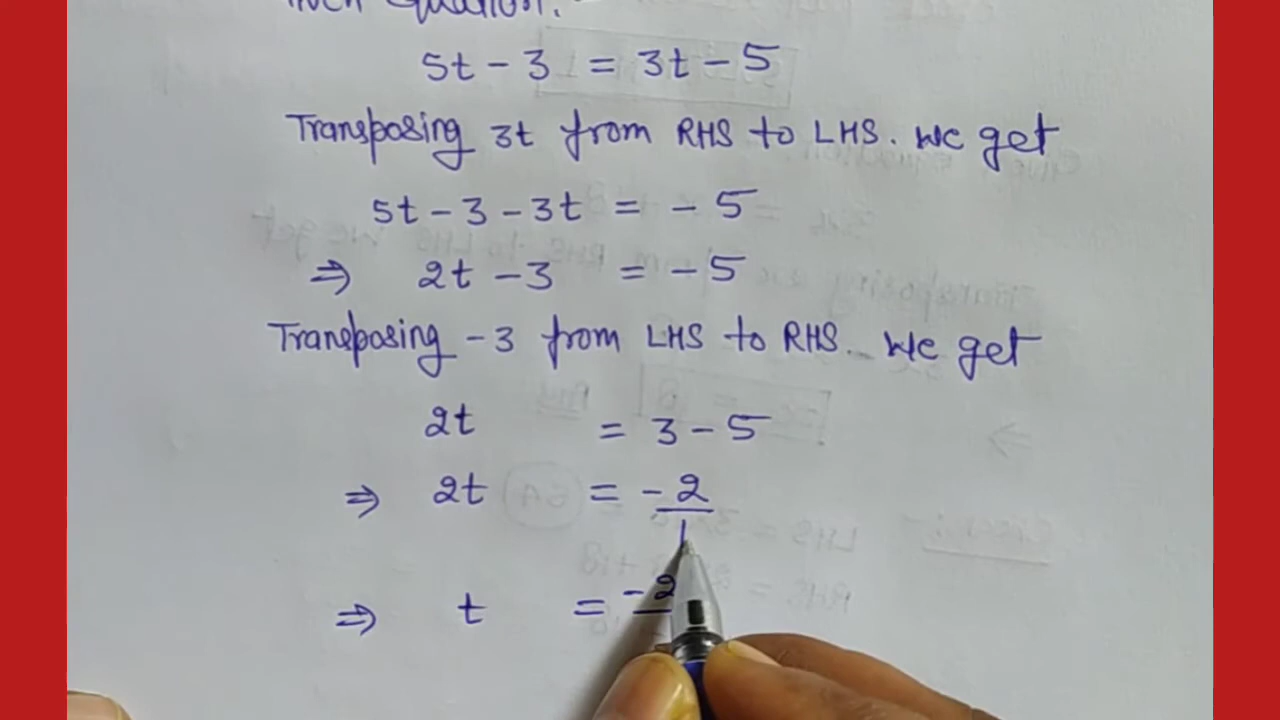 5t - 3 = 3t - 5
Transposing 3t from RHS to LHS. We get
5t - 3 - 3t = - 5
⇒ 2t - 3 = - 5
Transposing - 3 from LHS to RHS. We get
2t = 3 - 5
⇒ 2t = -2/1
⇒ t = -2